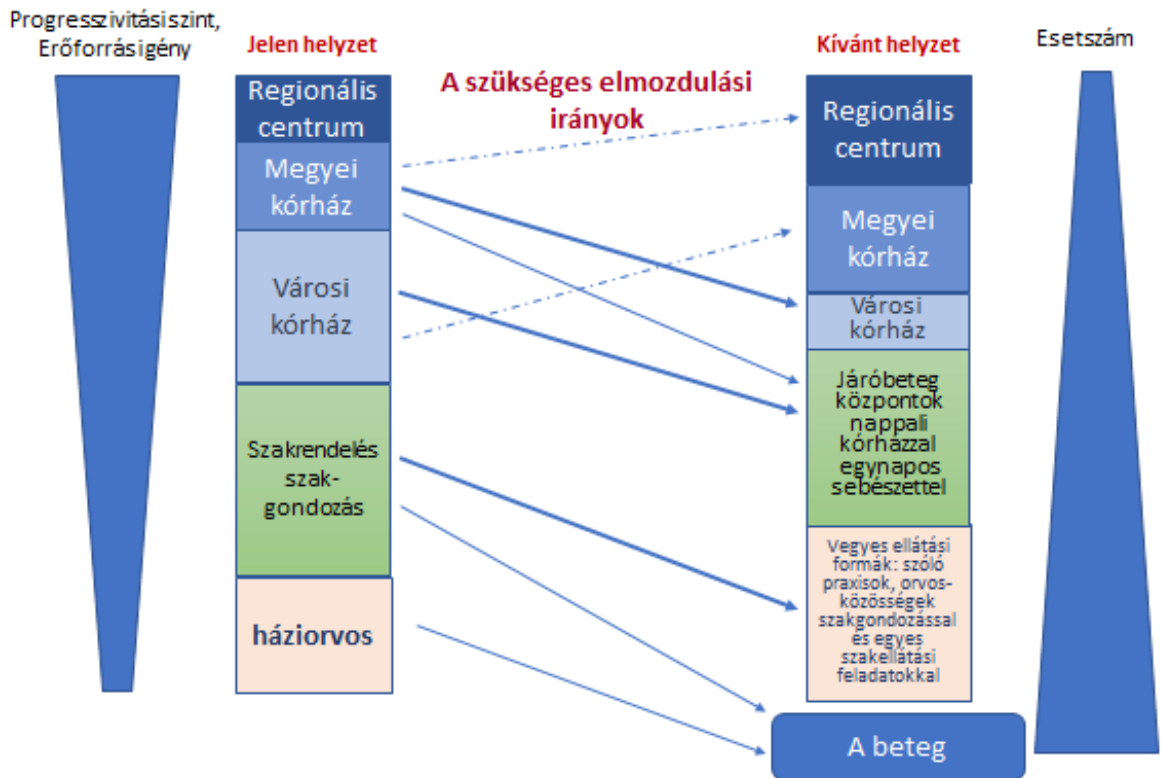 Progresszivitási szint,
Erőforrás igény
Jelen helyzet
Regionális
centrum
Megyei
kórház
Városi
kórház
Szakrendelés
szak-
gondozás
háziorvos
A szükséges elmozdulási
irányok
Kívánt helyzet
Regionális
centrum
Megyei
kórház
Városi
kórház
Járóbeteg
központok
nappali
kórházzal
egynapos
sebészettel
Vegyes ellátási
formák: szóló
praxisok, orvos-
közösségek
szakgondozással
és egyes
szakellátási
feladatokkal
A beteg
Esetszám